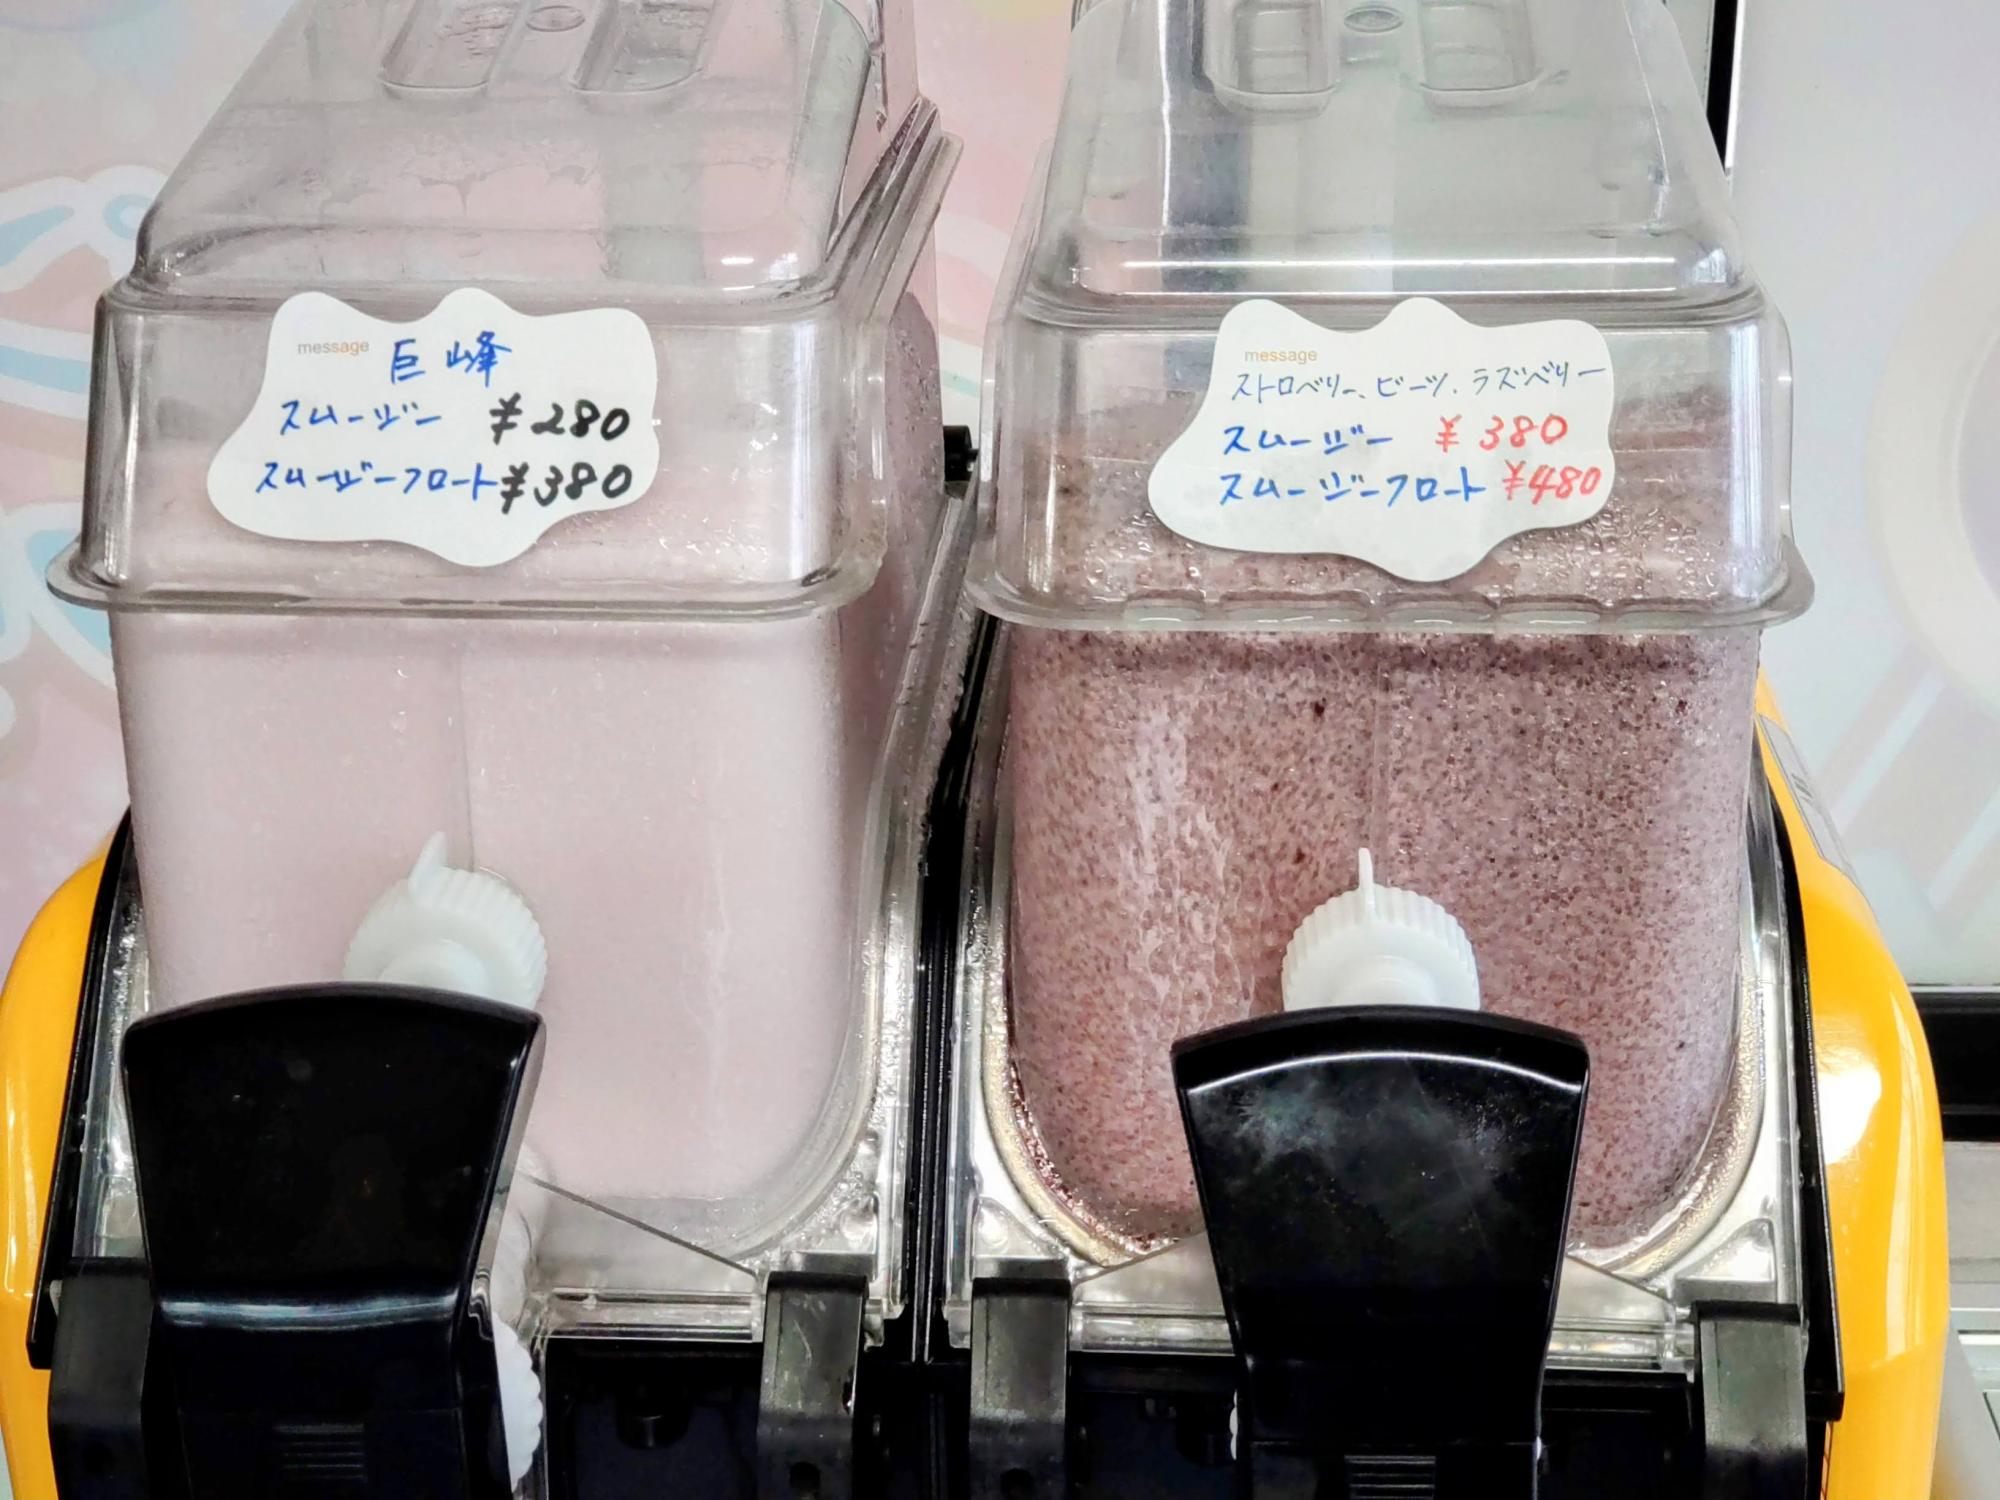 message 巨峰
スムージー ¥280
スムージーフロート¥380
message
ストロベリー、ビーツ、ラズベリー
スムージー ¥380
スムージーフロート ¥480